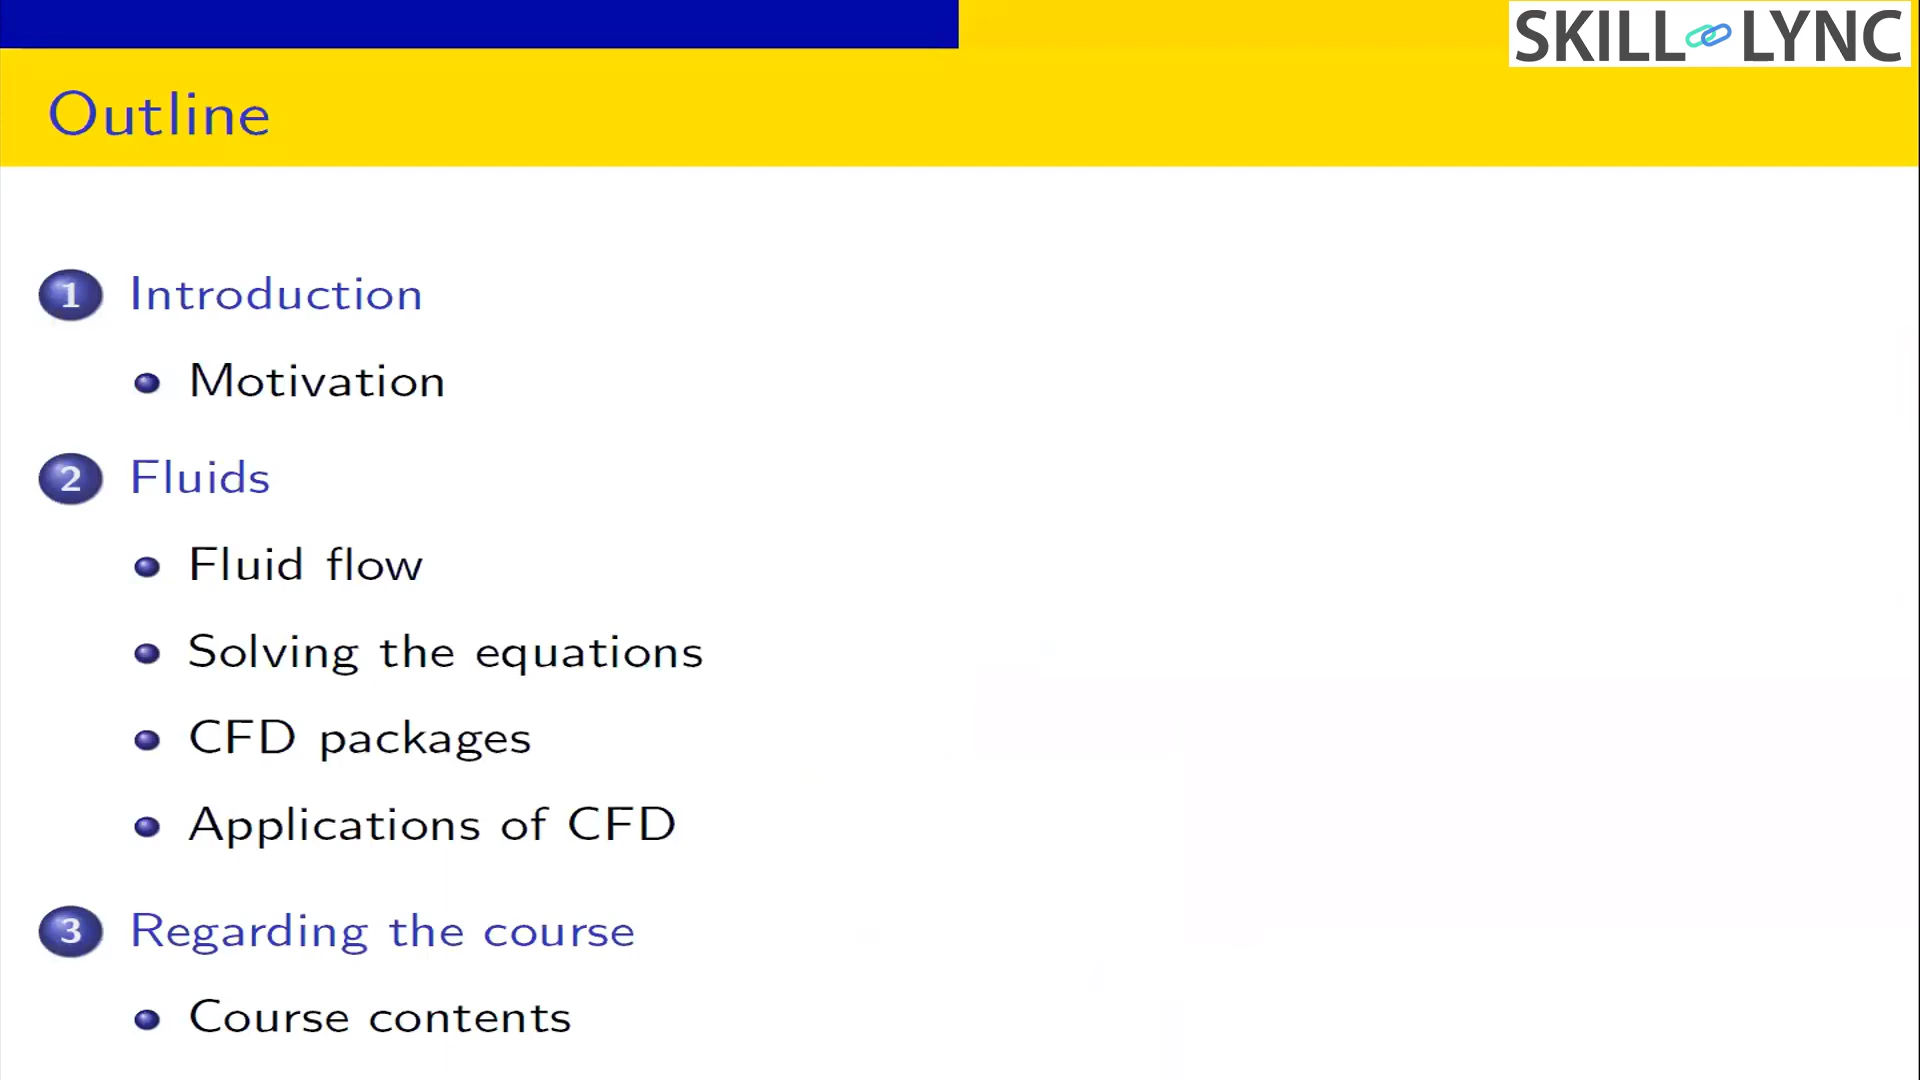 SKILL LYNC
Outline
1 Introduction
Motivation
2 Fluids
Fluid flow
Solving the equations
CFD packages
Applications of CFD
3 Regarding the course
Course contents